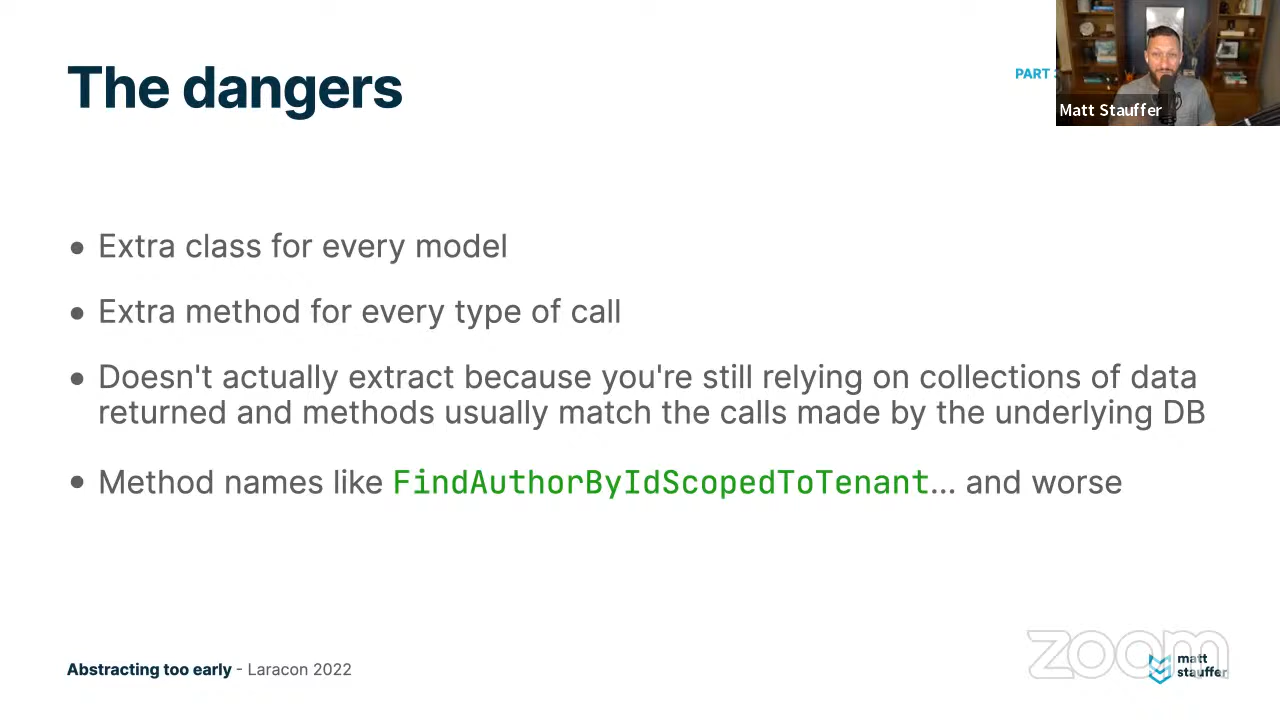 The dangers
PART
Matt Stauffer
• Extra class for every model
• Extra method for every type of call
• Doesn't actually extract because you're still relying on collections of data
returned and methods usually match the calls made by the underlying DB
• Method names like FindAuthorByIdScopedToTenant... and worse
Abstracting too early - Laracon 2022
zoom
matt
stauffer